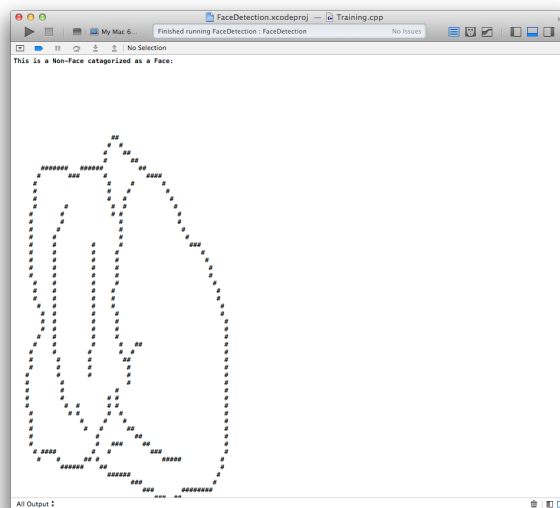 FaceDetection.xcodeproj — Training.cpp
My Mac 6...
Finished running FaceDetection : FaceDetection
No Issues
No Selection
This is a Non-Face catagorized as a Face:
All Output